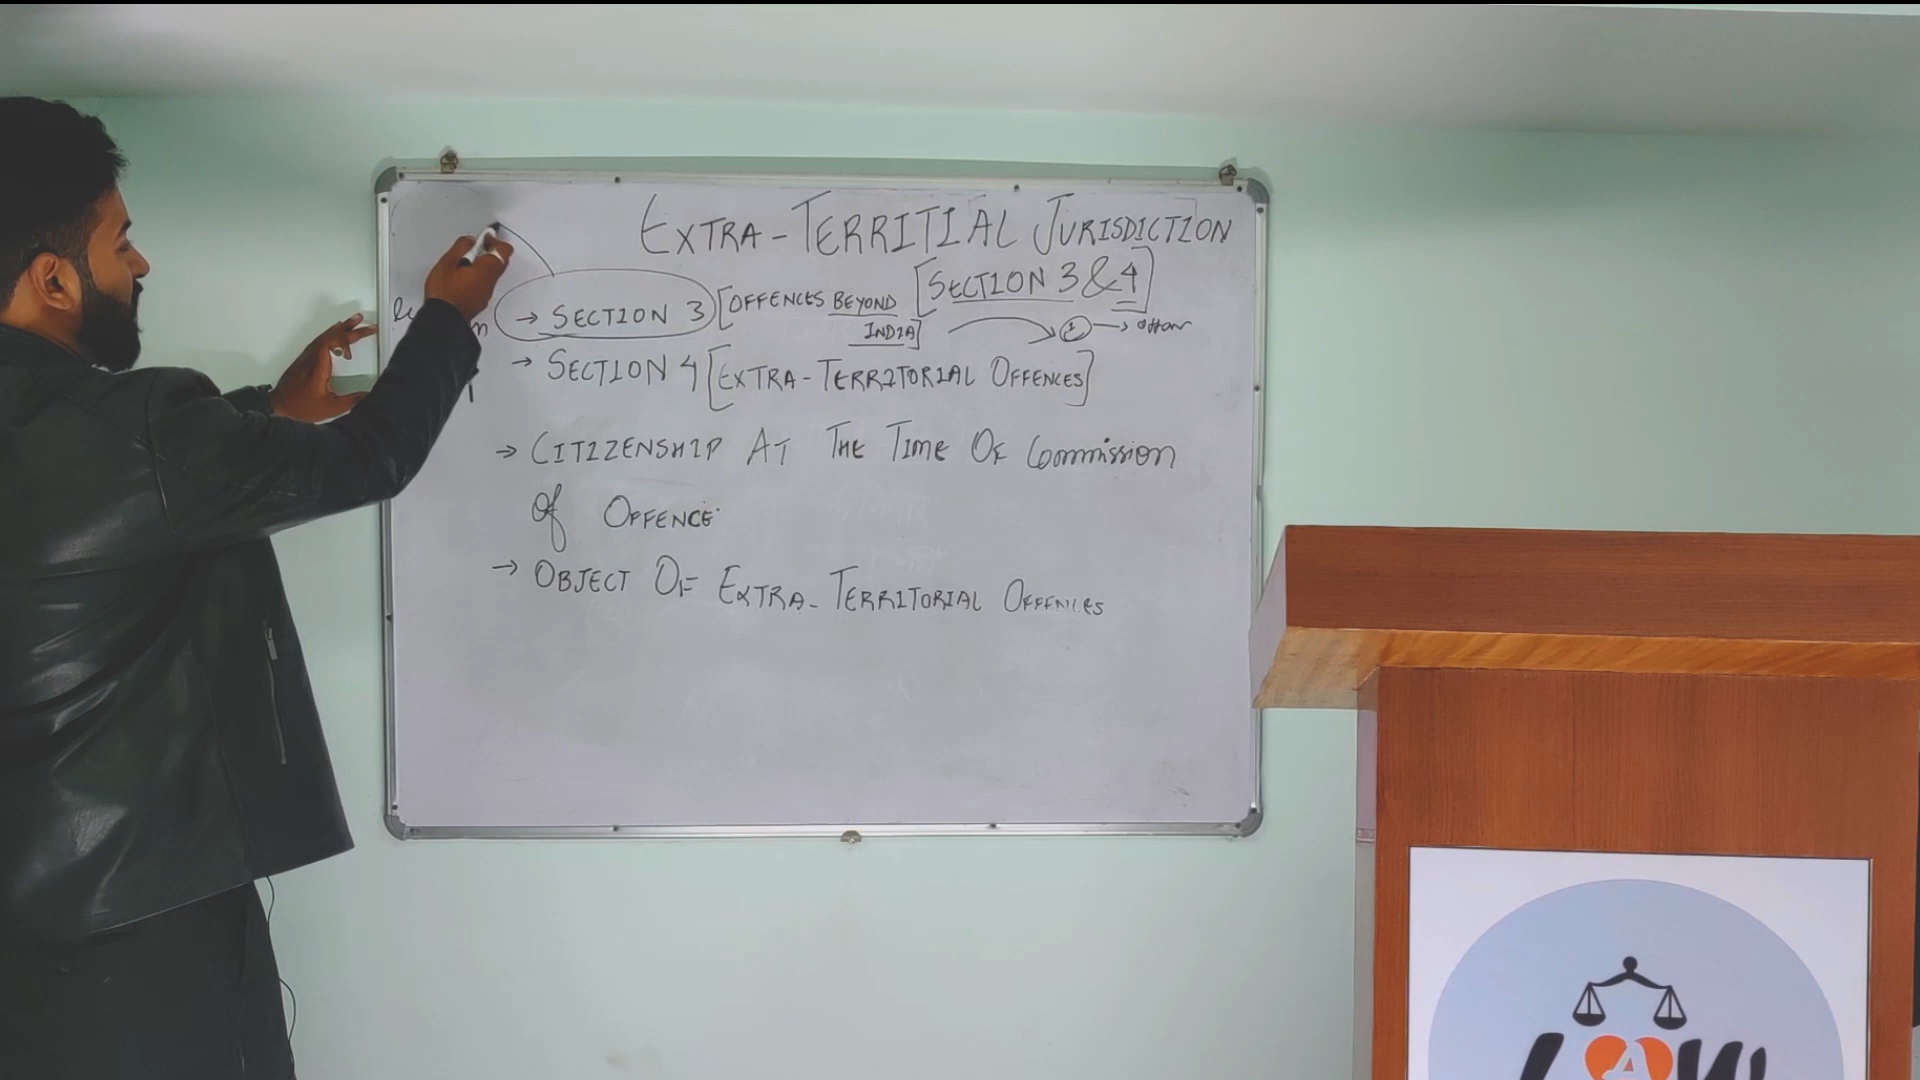 EXTRA-TERRITIAL JURISDICTION
[SECTION 3 & 4]
→ SECTION 3 [OFFENCES BEYOND
INDIA]
→ SECTION 4 [EXTRA-TERRITORIAL OFFENCES]
→ CITIZENSHIP AT THE TIME OF Commission
of OFFENCE.
→ OBJECT OF EXTRA-TERRITORIAL OFFENCES
LAW